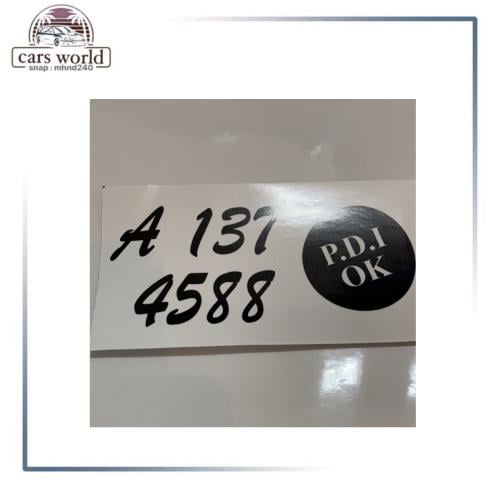 cars world
snap : mhnd240
A 137
4588
P.D.I
OK